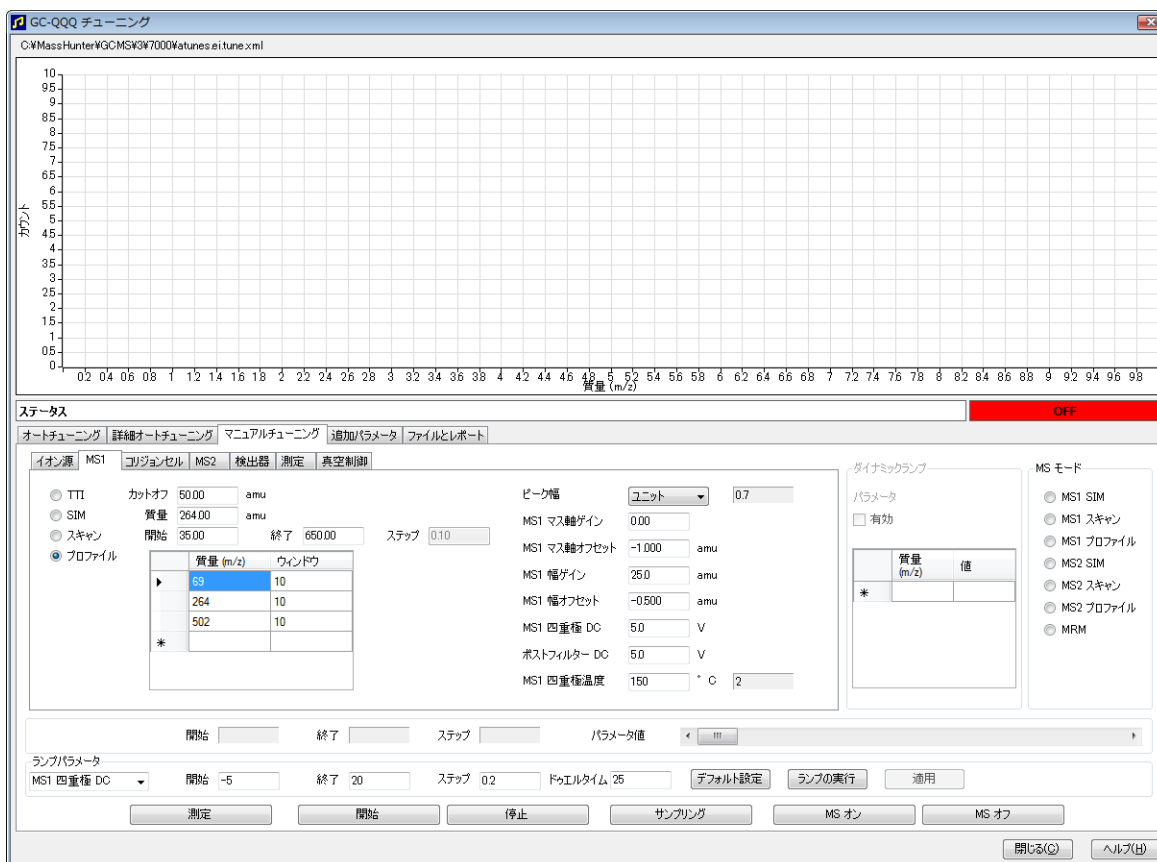 GC-QQQ チューニング
C:¥MassHunter¥GCMS¥3¥7000¥atunes.ei.tune.xml
10
9.5
9
8.5
8
7.5
7
6.5
6
5.5
5
4.5
4
3.5
3
2.5
2
1.5
1
0.5
0
カウント
0.2 0.4 0.6 0.8 1 1.2 1.4 1.6 1.8 2 2.2 2.4 2.6 2.8 3 3.2 3.4 3.6 3.8 4 4.2 4.4 4.6 4.8 5 5.2 5.4 5.6 5.8 6 6.2 6.4 6.6 6.8 7 7.2 7.4 7.6 7.8 8 8.2 8.4 8.6 8.8 9 9.2 9.4 9.6 9.8
質量 (m/z)
ステータス OFF
オートチューニング 詳細オートチューニング マニュアルチューニング 追加パラメータ ファイルとレポート
イオン源 MS1 コリジョンセル MS2 検出器 測定 真空制御
TTI カットオフ 50.00 amu
SIM 質量 264.00 amu
スキャン 開始 35.00 終了 650.00 ステップ 0.10
プロファイル
質量 (m/z) ウィンドウ
69 10
264 10
502 10
*
ピーク幅 ユニット 0.7
MS1 マス軸ゲイン 0.00
MS1 マス軸オフセット -1.000 amu
MS1 幅ゲイン 25.0 amu
MS1 幅オフセット -0.500 amu
MS1 四重極 DC 5.0 V
ポストフィルター DC 5.0 V
MS1 四重極温度 150 ° C 2
ダイナミックランプ
パラメータ
有効
質量 (m/z) 値
*
MS モード
MS1 SIM
MS1 スキャン
MS1 プロファイル
MS2 SIM
MS2 スキャン
MS2 プロファイル
MRM
開始 終了 ステップ パラメータ値
ランプパラメータ
MS1 四重極 DC 開始 -5 終了 20 ステップ 0.2 ドゥエルタイム 25 デフォルト設定 ランプの実行 適用
測定 開始 停止 サンプリング MS オン MS オフ
閉じる(C) ヘルプ(H)